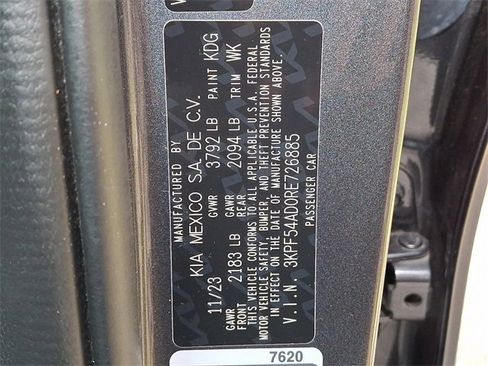 MANUFACTURED BY
KIA MEXICO S.A. DE C.V.
11/23 GVWR 3792 LB PAINT KDG
GAWR FRONT 2183 LB GAWR REAR 2094 LB TRIM WK
THIS VEHICLE CONFORMS TO ALL APPLICABLE U.S.A. FEDERAL
MOTOR VEHICLE SAFETY, BUMPER, AND THEFT PREVENTION STANDARDS
IN EFFECT ON THE DATE OF MANUFACTURE SHOWN ABOVE.
V.I.N. 3KPF54AD0RE726885
PASSENGER CAR
7620